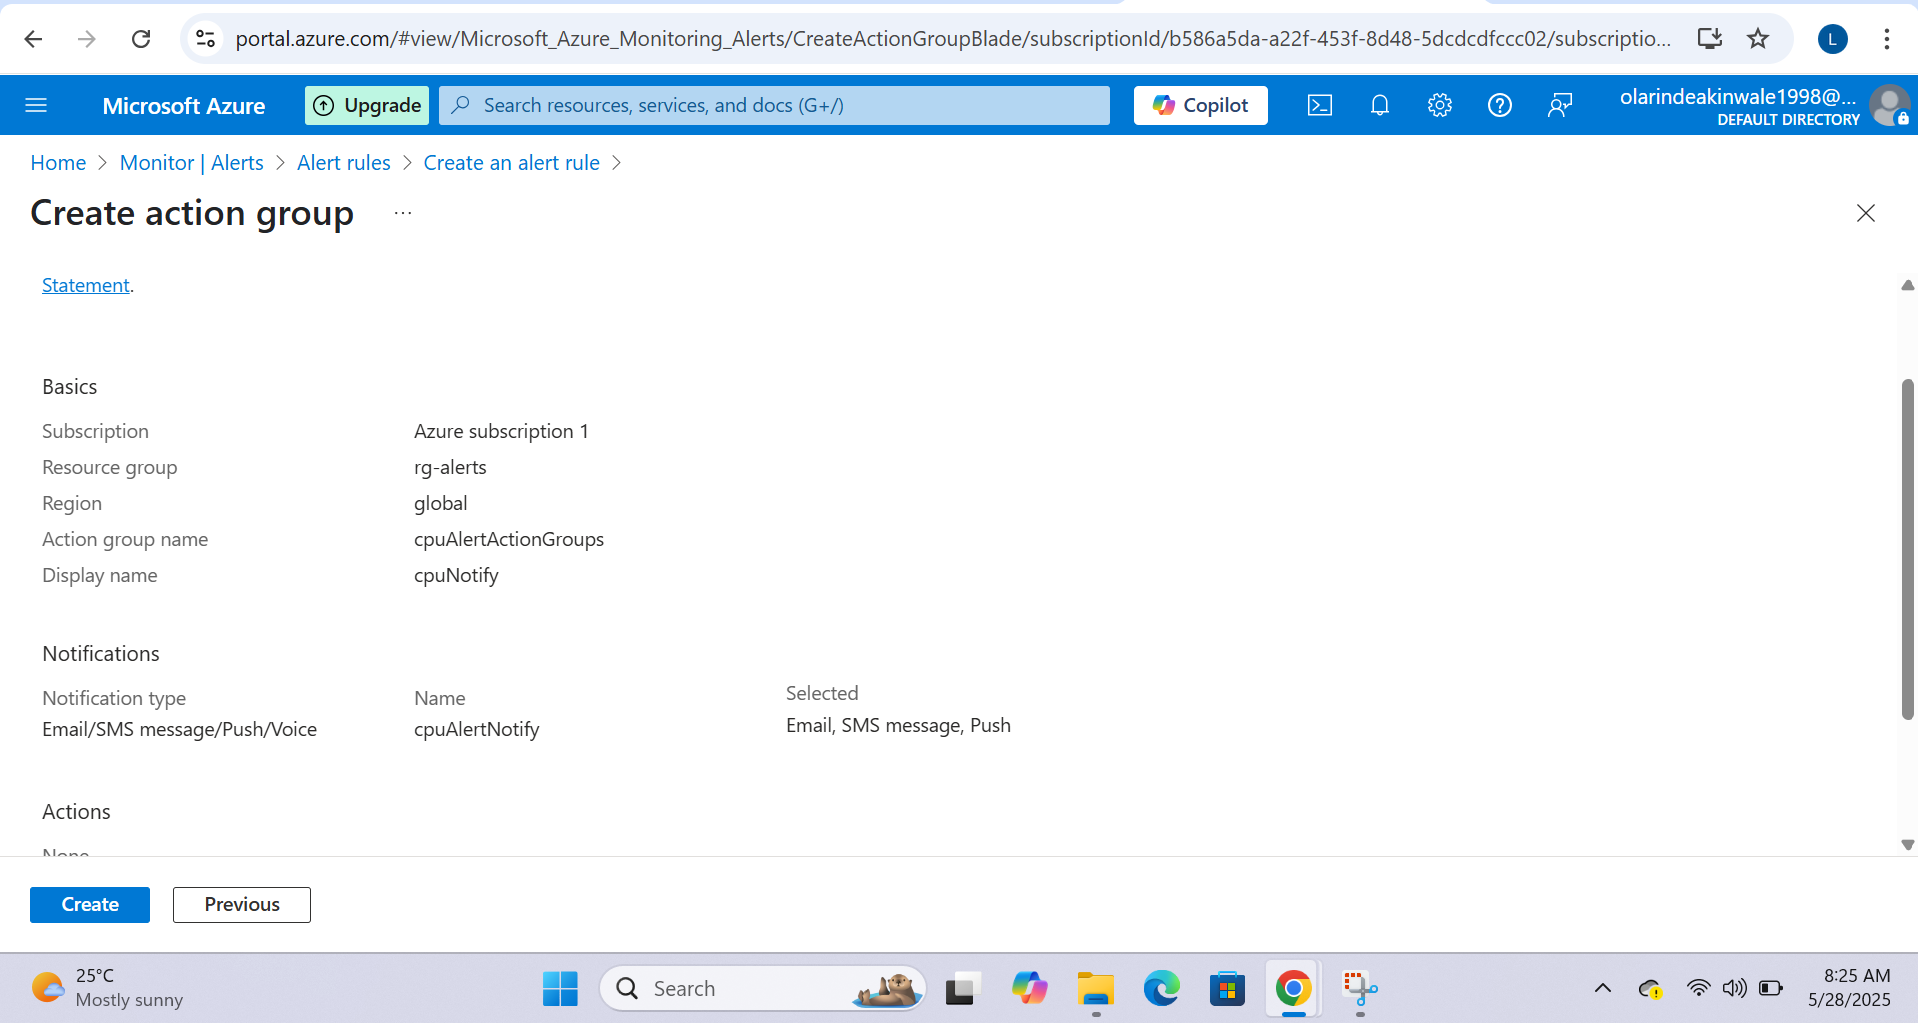 portal.azure.com/#view/Microsoft_Azure_Monitoring_Alerts/CreateActionGroupBlade/subscriptionId/b586a5da-a22f-453f-8d48-5dcdcdfccc02/subscriptio...
L
Microsoft Azure
Upgrade
Search resources, services, and docs (G+/)
Copilot
olarindeakinwale1998@...
DEFAULT DIRECTORY
Home > Monitor | Alerts > Alert rules > Create an alert rule >
Create action group ...
Statement.
Basics
Subscription Azure subscription 1
Resource group rg-alerts
Region global
Action group name cpuAlertActionGroups
Display name cpuNotify
Notifications
Notification type Name Selected
Email/SMS message/Push/Voice cpuAlertNotify Email, SMS message, Push
Actions
None
Create Previous
25°C
Mostly sunny
Search
8:25 AM
5/28/2025